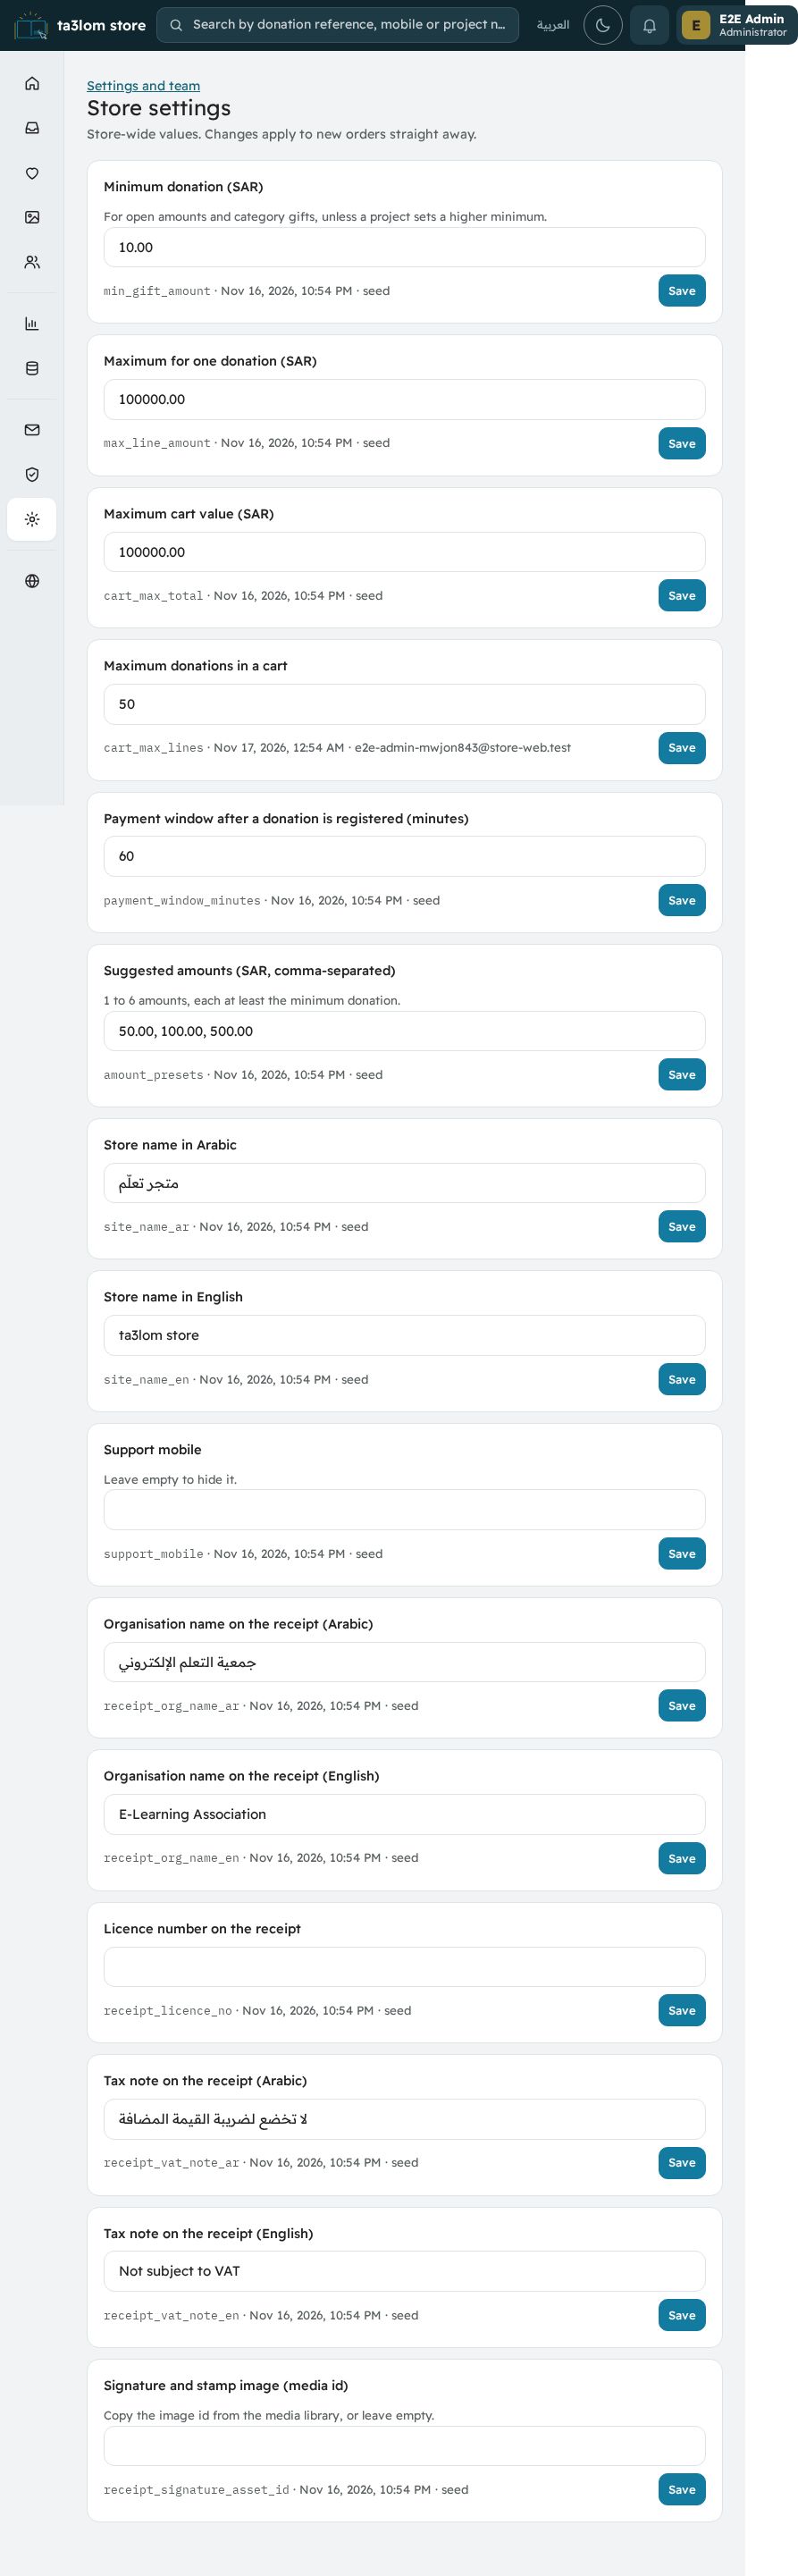 ta3lom store
Search by donation reference, mobile or project n...
العربية
E
E2E Admin
Administrator
Settings and team
Store settings
Store-wide values. Changes apply to new orders straight away.
Minimum donation (SAR)
For open amounts and category gifts, unless a project sets a higher minimum.
10.00
min_gift_amount · Nov 16, 2026, 10:54 PM · seed
Save
Maximum for one donation (SAR)
100000.00
max_line_amount · Nov 16, 2026, 10:54 PM · seed
Save
Maximum cart value (SAR)
100000.00
cart_max_total · Nov 16, 2026, 10:54 PM · seed
Save
Maximum donations in a cart
50
cart_max_lines · Nov 17, 2026, 12:54 AM · e2e-admin-mwjon843@store-web.test
Save
Payment window after a donation is registered (minutes)
60
payment_window_minutes · Nov 16, 2026, 10:54 PM · seed
Save
Suggested amounts (SAR, comma-separated)
1 to 6 amounts, each at least the minimum donation.
50.00, 100.00, 500.00
amount_presets · Nov 16, 2026, 10:54 PM · seed
Save
Store name in Arabic
متجر تعلّم
site_name_ar · Nov 16, 2026, 10:54 PM · seed
Save
Store name in English
ta3lom store
site_name_en · Nov 16, 2026, 10:54 PM · seed
Save
Support mobile
Leave empty to hide it.
support_mobile · Nov 16, 2026, 10:54 PM · seed
Save
Organisation name on the receipt (Arabic)
جمعية التعلم الإلكتروني
receipt_org_name_ar · Nov 16, 2026, 10:54 PM · seed
Save
Organisation name on the receipt (English)
E-Learning Association
receipt_org_name_en · Nov 16, 2026, 10:54 PM · seed
Save
Licence number on the receipt
receipt_licence_no · Nov 16, 2026, 10:54 PM · seed
Save
Tax note on the receipt (Arabic)
لا تخضع لضريبة القيمة المضافة
receipt_vat_note_ar · Nov 16, 2026, 10:54 PM · seed
Save
Tax note on the receipt (English)
Not subject to VAT
receipt_vat_note_en · Nov 16, 2026, 10:54 PM · seed
Save
Signature and stamp image (media id)
Copy the image id from the media library, or leave empty.
receipt_signature_asset_id · Nov 16, 2026, 10:54 PM · seed
Save